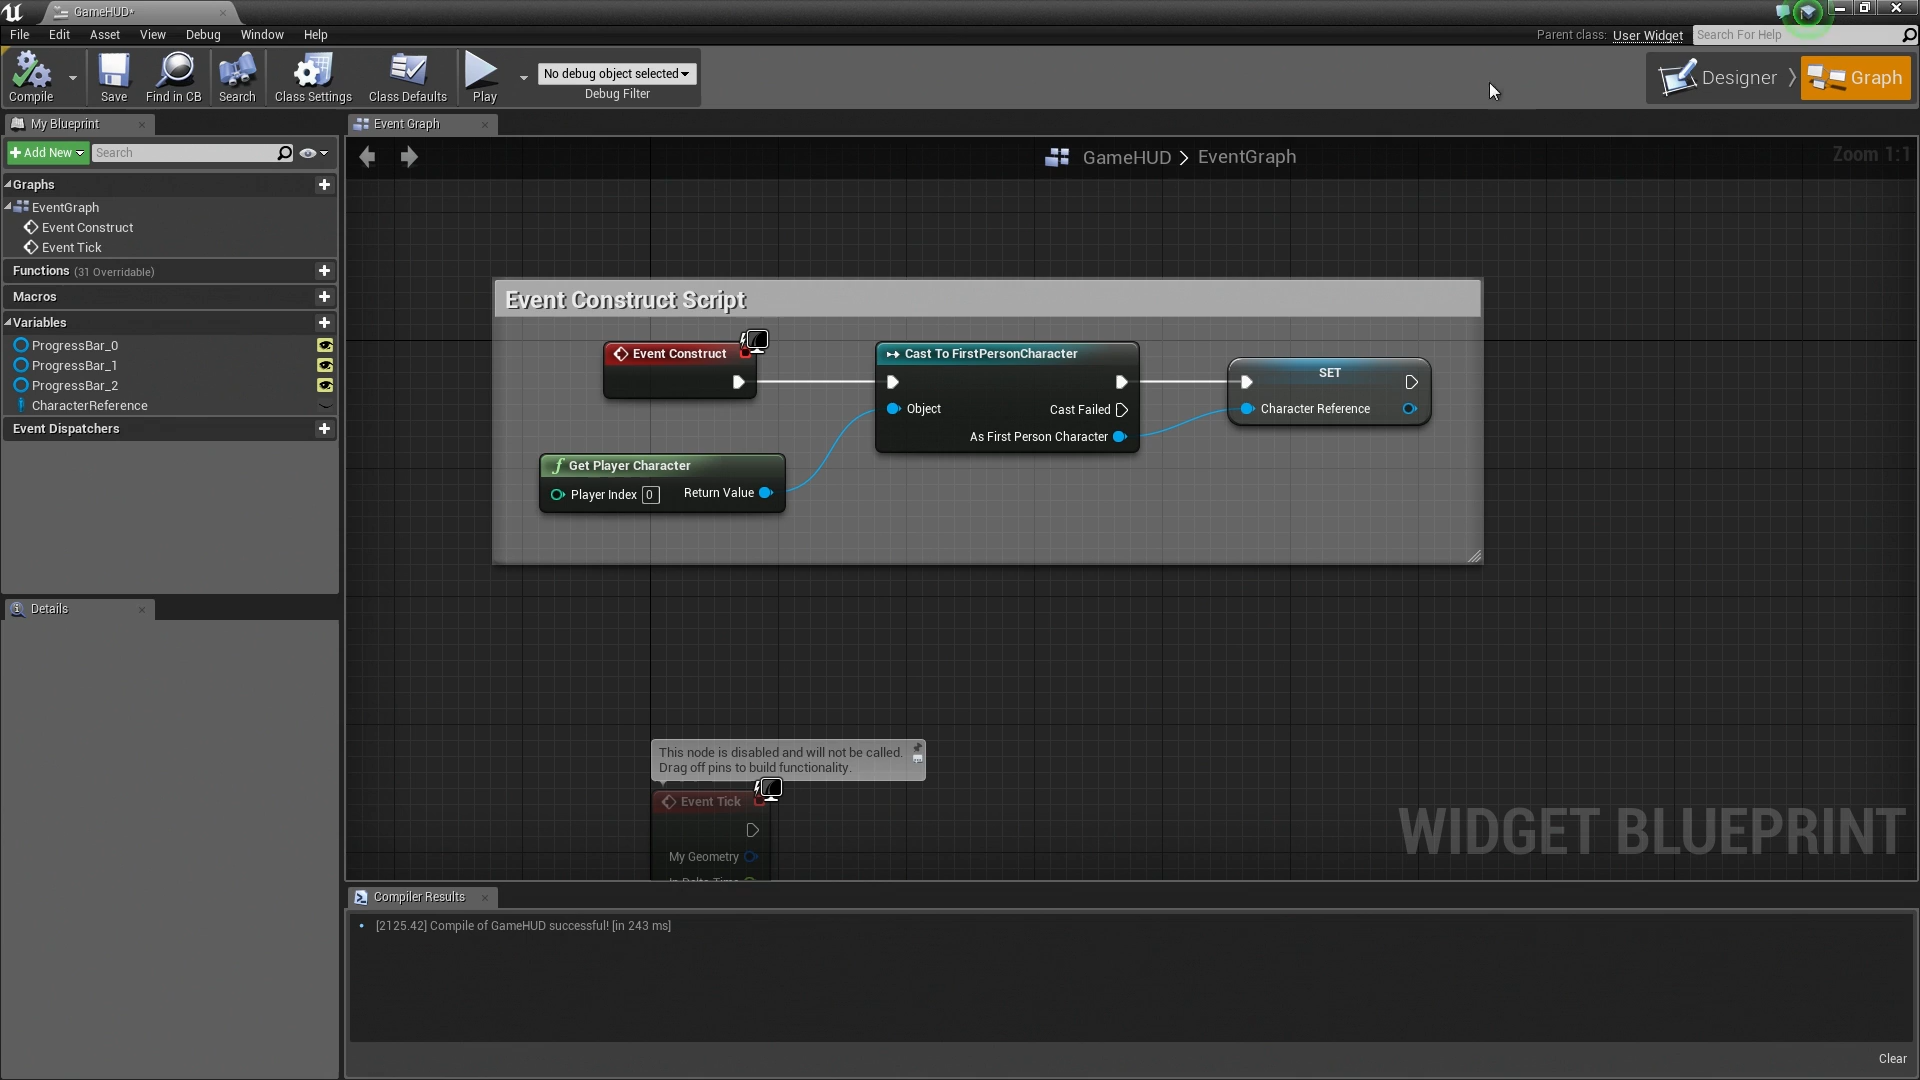 GameHUD*
File Edit Asset View Debug Window Help
Parent class: User Widget
Search For Help
Compile
Save
Find in CB
Search
Class Settings
Class Defaults
Play
No debug object selected
Debug Filter
Designer
Graph
My Blueprint
Event Graph
Add New
Search
GameHUD > EventGraph
Zoom 1:1
Graphs
EventGraph
Event Construct
Event Tick
Functions (31 Overridable)
Macros
Variables
ProgressBar_0
ProgressBar_1
ProgressBar_2
CharacterReference
Event Dispatchers
Details
Event Construct Script
Event Construct
Cast To FirstPersonCharacter
Object
Cast Failed
As First Person Character
SET
Character Reference
Get Player Character
Player Index 0
Return Value
This node is disabled and will not be called.
Drag off pins to build functionality.
Event Tick
My Geometry
In Delta Time
WIDGET BLUEPRINT
Compiler Results
[2125.42] Compile of GameHUD successful! [in 243 ms]
Clear